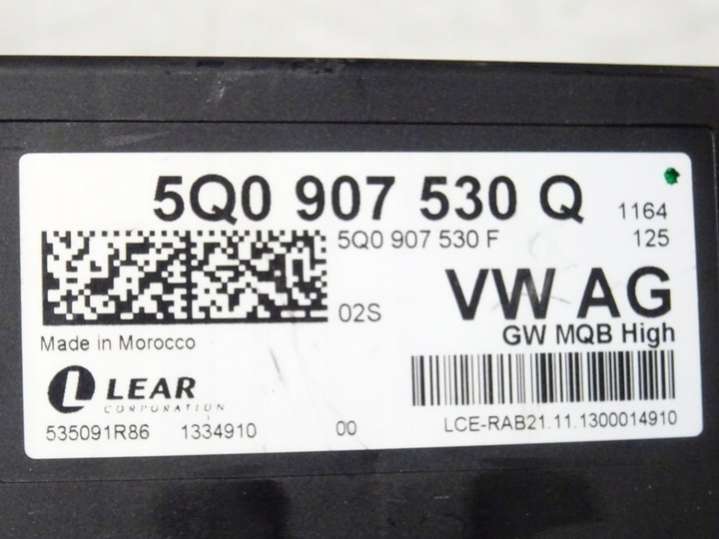 5Q0 907 530 Q 1164
5Q0 907 530 F 125
02S VW AG
GW MQB High
Made in Morocco
LEAR
CORPORATION
535091R86 1334910 00 LCE-RAB21.11.1300014910